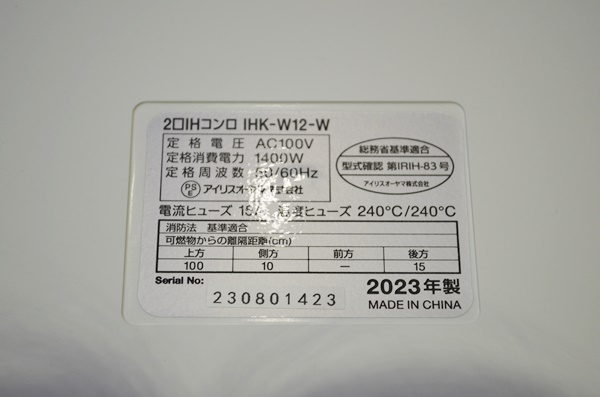 2口IHコンロ IHK-W12-W
定格電圧 AC100V
定格消費電力 1400W
定格周波数 50/60Hz
PSE アイリスオーヤマ株式会社
総務省基準適合
型式確認 第IRIH-83号
アイリスオーヤマ株式会社
電流ヒューズ 15A 温度ヒューズ 240℃/240℃
消防法 基準適合
可燃物からの離隔距離(cm)
上方 側方 前方 後方
100 10 — 15
Serial No:
230801423
2023年製
MADE IN CHINA